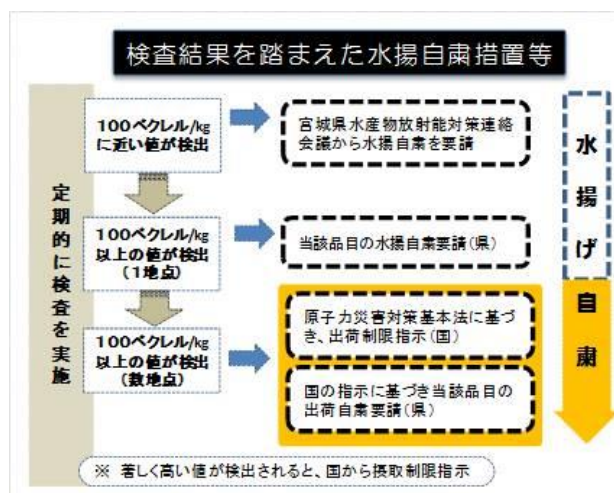 検査結果を踏まえた水揚自粛措置等
定期的に検査を実施
100ベクレル/kg
に近い値が検出
宮城県水産物放射能対策連絡
会議から水揚自粛を要請
100ベクレル/kg
以上の値が検出
(1地点)
当該品目の水揚自粛要請(県)
100ベクレル/kg
以上の値が検出
(数地点)
原子力災害対策基本法に基づ
き、出荷制限指示(国)
国の指示に基づき当該品目の
出荷自粛要請(県)
水揚げ自粛
※ 著しく高い値が検出されると、国から摂取制限指示